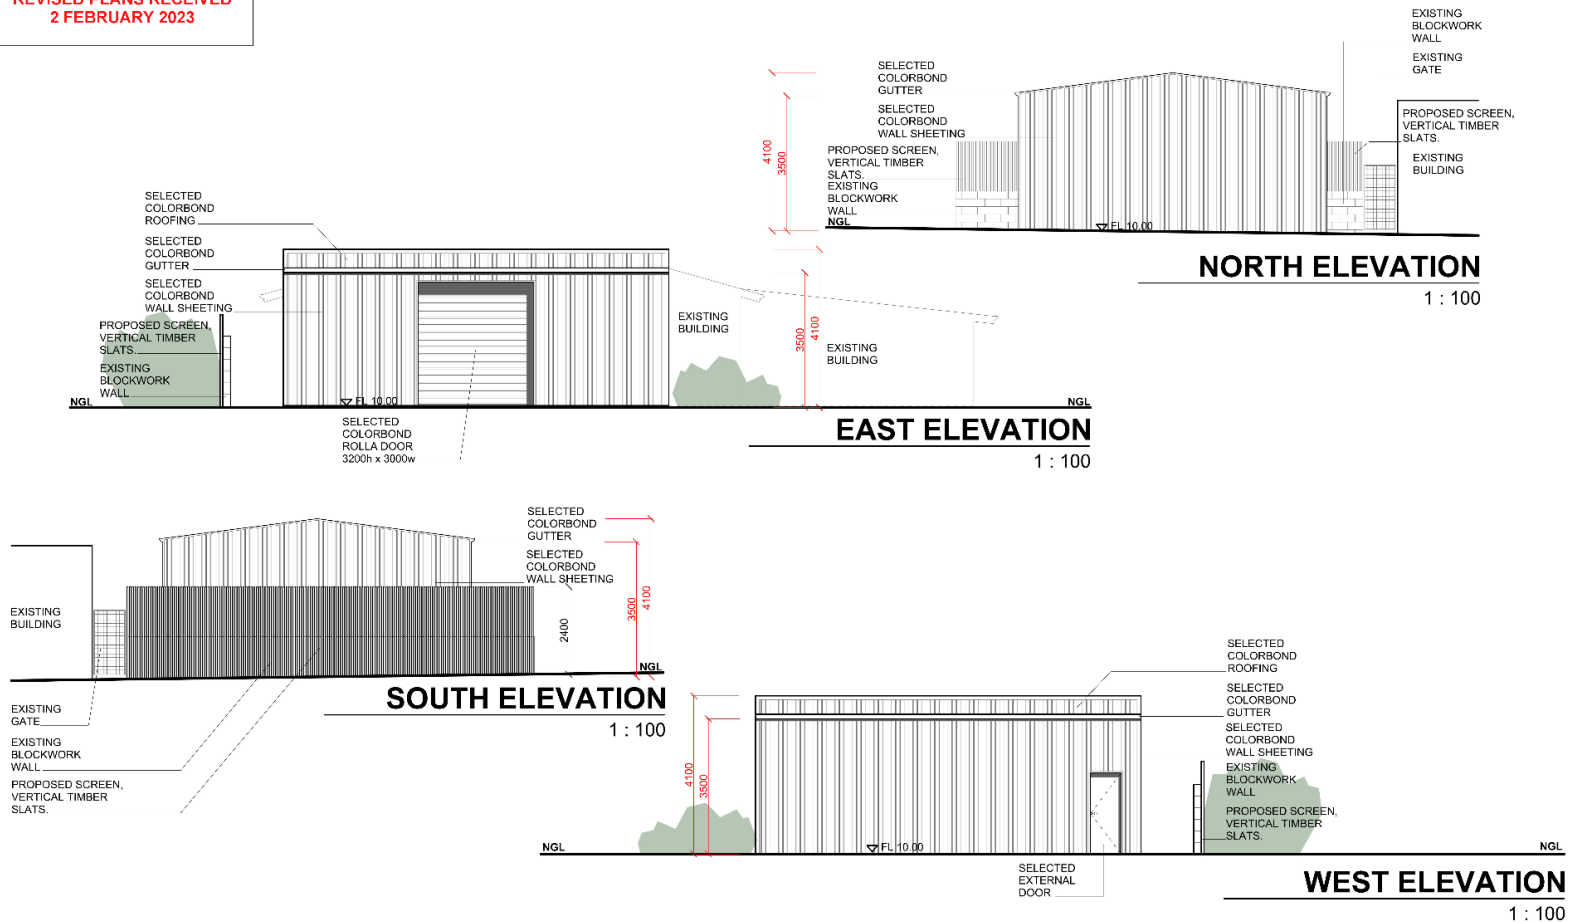 REVISED PLANS RECEIVED
2 FEBRUARY 2023
EXISTING
BLOCKWORK
WALL
EXISTING
GATE
SELECTED
COLORBOND
GUTTER
SELECTED
COLORBOND
WALL SHEETING
PROPOSED SCREEN,
VERTICAL TIMBER
SLATS.
EXISTING
BLOCKWORK
WALL
NGL
4100
3500
FL 10.00
PROPOSED SCREEN,
VERTICAL TIMBER
SLATS.
EXISTING
BUILDING
NORTH ELEVATION
1 : 100
SELECTED
COLORBOND
ROOFING
SELECTED
COLORBOND
GUTTER
SELECTED
COLORBOND
WALL SHEETING
PROPOSED SCREEN,
VERTICAL TIMBER
SLATS.
EXISTING
BLOCKWORK
WALL
NGL
FL 10.00
SELECTED
COLORBOND
ROLLA DOOR
3200h x 3000w
EXISTING
BUILDING
3500
4100
EXISTING
BUILDING
NGL
EAST ELEVATION
1 : 100
SELECTED
COLORBOND
GUTTER
SELECTED
COLORBOND
WALL SHEETING
EXISTING
BUILDING
2400
3500
4100
NGL
EXISTING
GATE
EXISTING
BLOCKWORK
WALL
PROPOSED SCREEN,
VERTICAL TIMBER
SLATS.
SOUTH ELEVATION
1 : 100
SELECTED
COLORBOND
ROOFING
SELECTED
COLORBOND
GUTTER
SELECTED
COLORBOND
WALL SHEETING
EXISTING
BLOCKWORK
WALL
PROPOSED SCREEN,
VERTICAL TIMBER
SLATS.
4100
3500
NGL
FL 10.00
NGL
SELECTED
EXTERNAL
DOOR
WEST ELEVATION
1 : 100